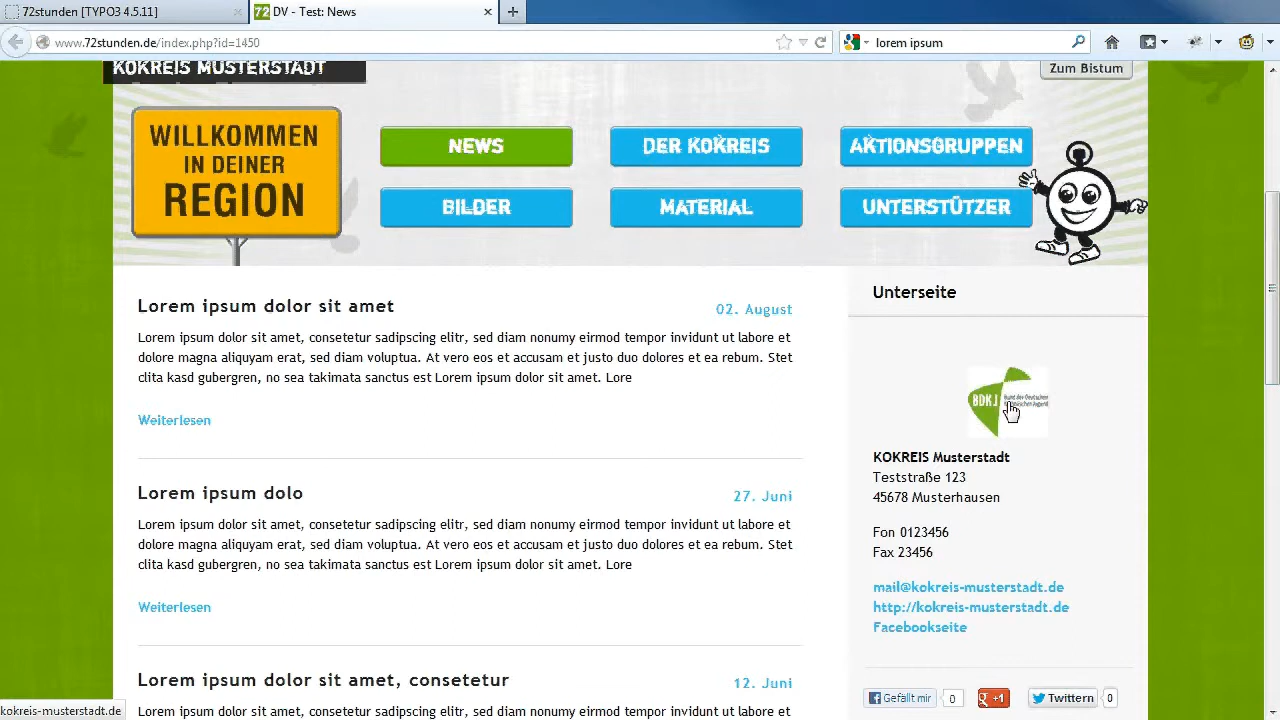 72stunden [TYPO3 4.5.11]
72 DV - Test: News
www.72stunden.de/index.php?id=1450
lorem ipsum
KOKREIS MUSTERSTADT
Zum Bistum
WILLKOMMEN
IN DEINER
REGION
NEWS
DER KOKREIS
AKTIONSGRUPPEN
BILDER
MATERIAL
UNTERSTÜTZER
Lorem ipsum dolor sit amet
02. August
Lorem ipsum dolor sit amet, consetetur sadipscing elitr, sed diam nonumy eirmod tempor invidunt ut labore et
dolore magna aliquyam erat, sed diam voluptua. At vero eos et accusam et justo duo dolores et ea rebum. Stet
clita kasd gubergren, no sea takimata sanctus est Lorem ipsum dolor sit amet. Lore
Weiterlesen
Lorem ipsum dolo
27. Juni
Lorem ipsum dolor sit amet, consetetur sadipscing elitr, sed diam nonumy eirmod tempor invidunt ut labore et
dolore magna aliquyam erat, sed diam voluptua. At vero eos et accusam et justo duo dolores et ea rebum. Stet
clita kasd gubergren, no sea takimata sanctus est Lorem ipsum dolor sit amet. Lore
Weiterlesen
Lorem ipsum dolor sit amet, consetetur
12. Juni
Lorem ipsum dolor sit amet, consetetur sadipscing elitr, sed diam nonumy eirmod tempor invidunt ut labore et
Unterseite
BDKJ
Bund der Deutschen
KOKREIS Musterstadt
Teststraße 123
45678 Musterhausen
Fon 0123456
Fax 23456
mail@kokreis-musterstadt.de
http://kokreis-musterstadt.de
Facebookseite
Gefällt mir 0
+1
Twittern 0
kokreis-musterstadt.de